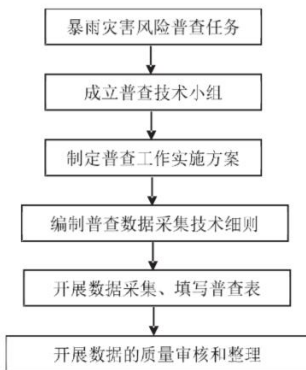 暴雨灾害风险普查任务
成立普查技术小组
制定普查工作实施方案
编制普查数据采集技术细则
开展数据采集、填写普查表
开展数据的质量审核和整理